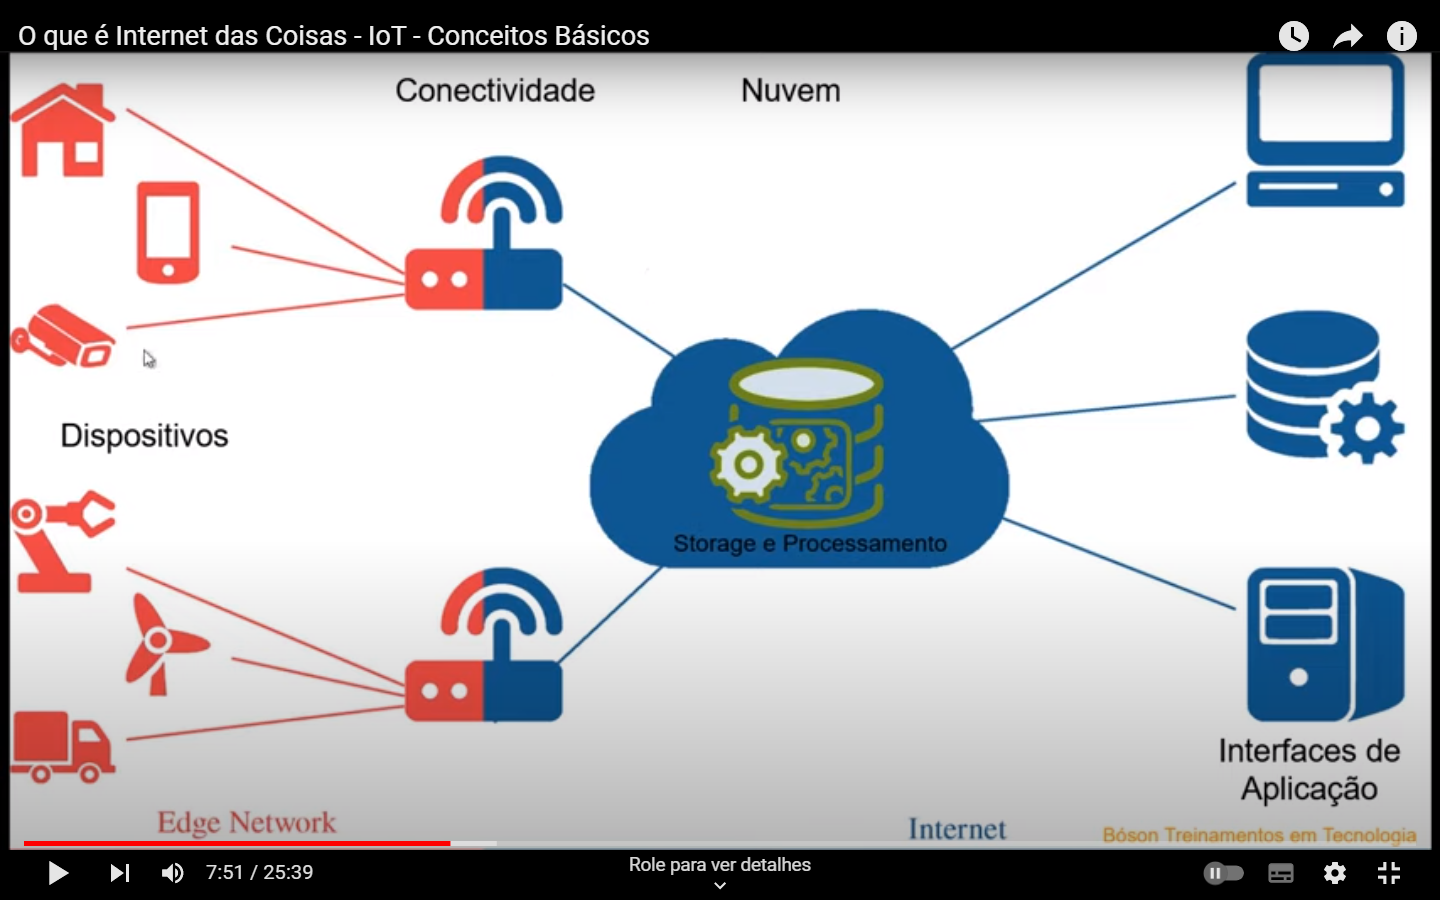 O que é Internet das Coisas - IoT - Conceitos Básicos
Conectividade
Nuvem
Dispositivos
Storage e Processamento
Interfaces de
Aplicação
Edge Network
Internet
Bóson Treinamentos em Tecnologia
7:51 / 25:39
Role para ver detalhes